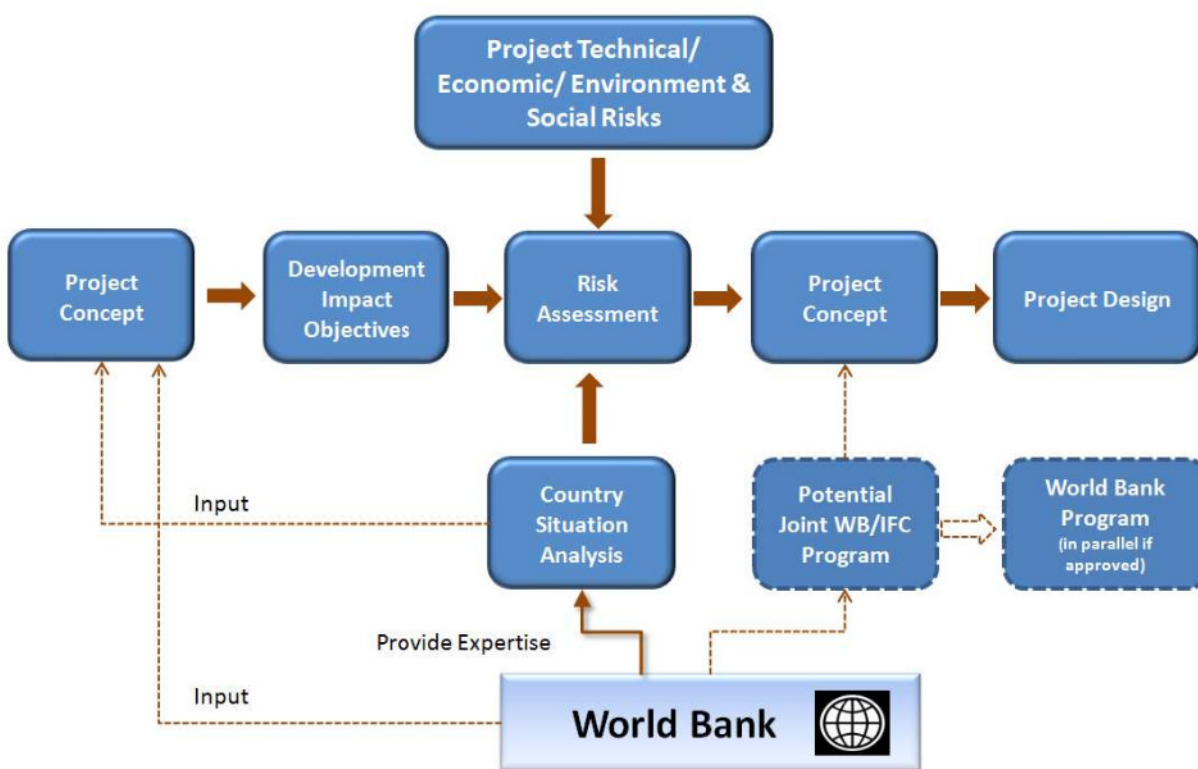 Project Technical/
Economic/ Environment &
Social Risks
Project
Concept
Development
Impact
Objectives
Risk
Assessment
Project
Concept
Project Design
Input
Country
Situation
Analysis
Potential
Joint WB/IFC
Program
World Bank
Program
(in parallel if
approved)
Provide Expertise
Input
World Bank